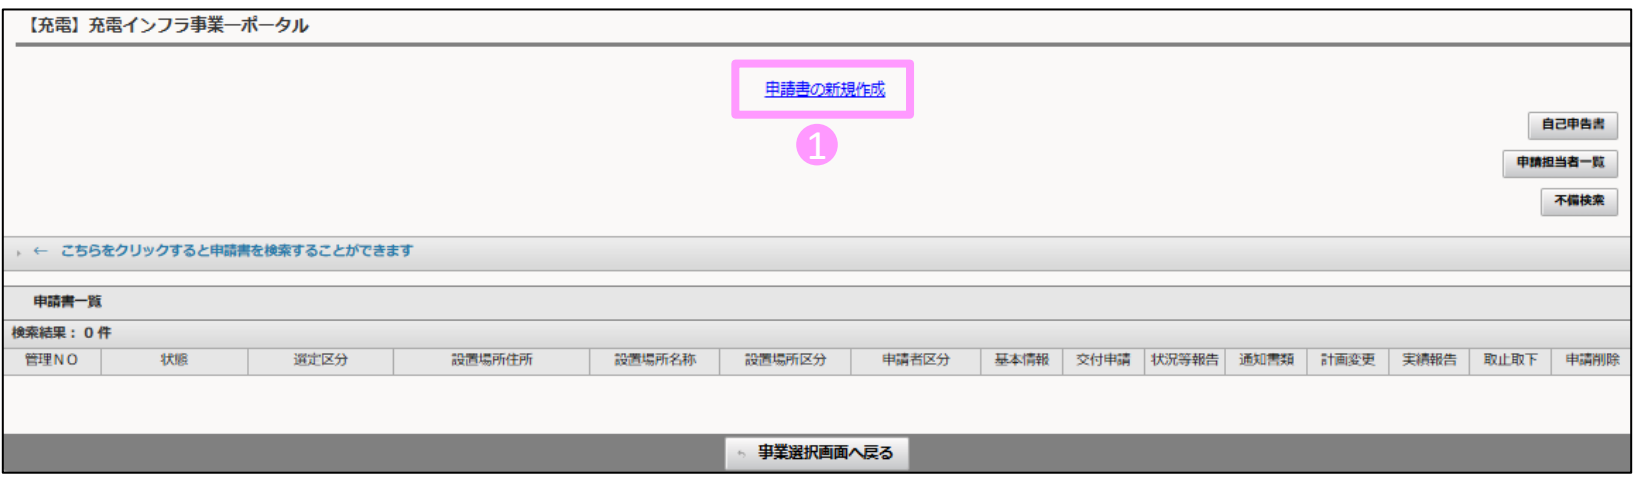 【充電】充電インフラ事業―ポータル
申請書の新規作成
1
自己申告書
申請担当者一覧
不備検索
← こちらをクリックすると申請書を検索することができます
申請書一覧
検索結果： 0 件
管理ＮＯ 状態 選定区分 設置場所住所 設置場所名称 設置場所区分 申請者区分 基本情報 交付申請 状況等報告 通知書類 計画変更 実績報告 取止取下 申請削除
事業選択画面へ戻る